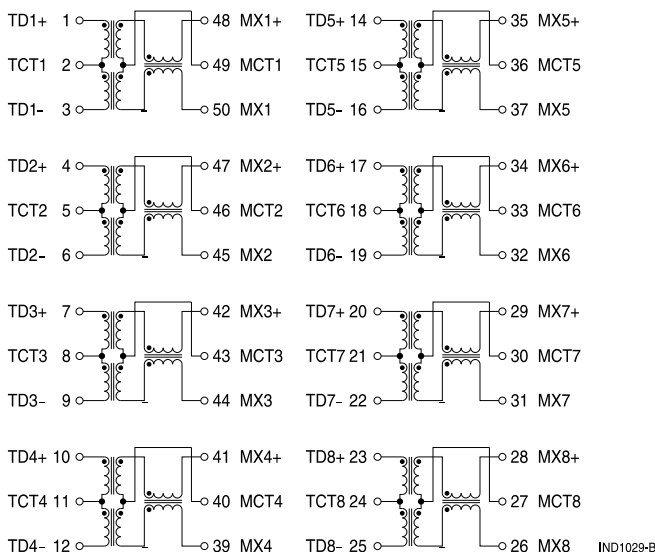 TD1+ 1 48 MX1+ TD5+ 14 35 MX5+
TCT1 2 49 MCT1 TCT5 15 36 MCT5
TD1- 3 50 MX1 TD5- 16 37 MX5
TD2+ 4 47 MX2+ TD6+ 17 34 MX6+
TCT2 5 46 MCT2 TCT6 18 33 MCT6
TD2- 6 45 MX2 TD6- 19 32 MX6
TD3+ 7 42 MX3+ TD7+ 20 29 MX7+
TCT3 8 43 MCT3 TCT7 21 30 MCT7
TD3- 9 44 MX3 TD7- 22 31 MX7
TD4+ 10 41 MX4+ TD8+ 23 28 MX8+
TCT4 11 40 MCT4 TCT8 24 27 MCT8
TD4- 12 39 MX4 TD8- 25 26 MX8 IND1029-B